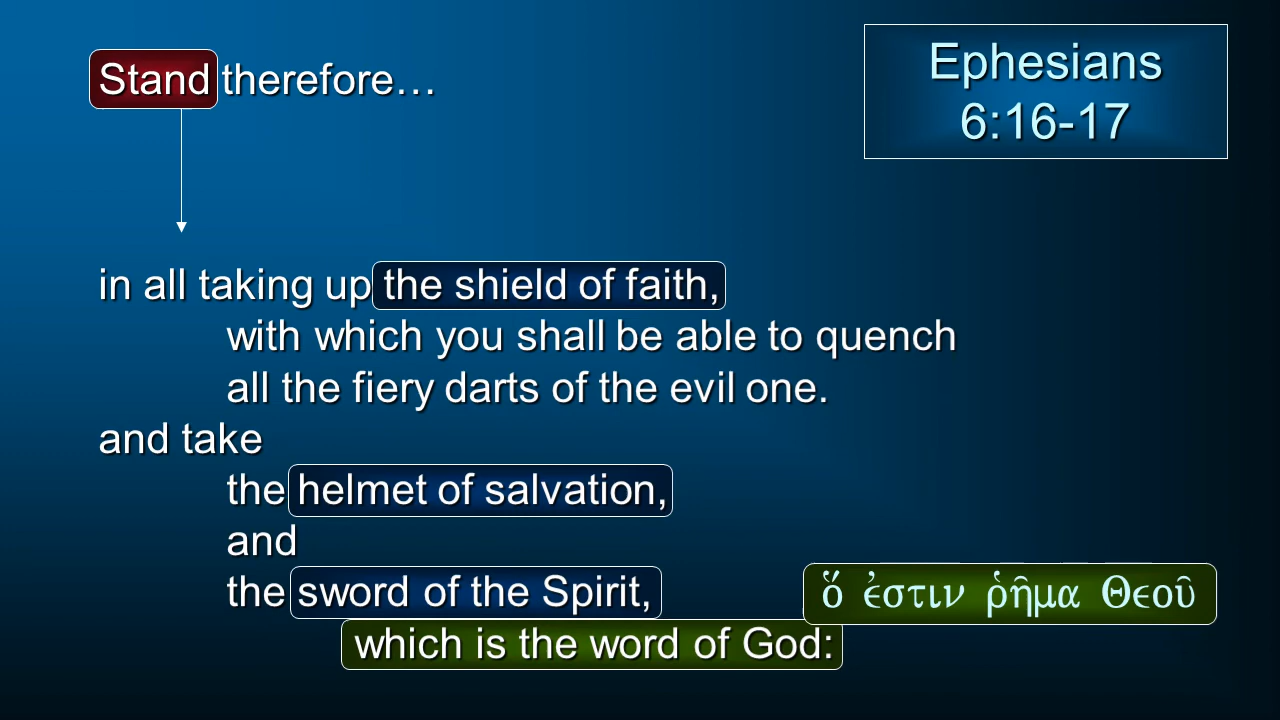 Stand therefore…
Ephesians
6:16-17
in all taking up the shield of faith,
with which you shall be able to quench
all the fiery darts of the evil one.
and take
the helmet of salvation,
and
the sword of the Spirit,
ὅ ἐστιν ῥῆμα Θεοῦ
which is the word of God: